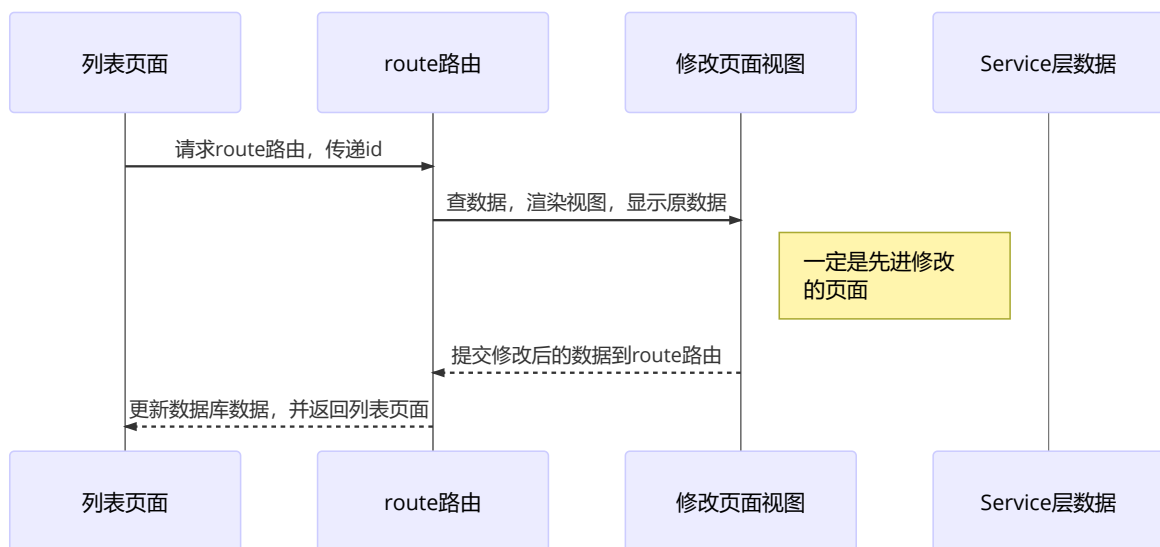 列表页面
route路由
修改页面视图
Service层数据
请求route路由，传递id
查数据，渲染视图，显示原数据
一定是先进修改
的页面
提交修改后的数据到route路由
更新数据库数据，并返回列表页面
列表页面
route路由
修改页面视图
Service层数据